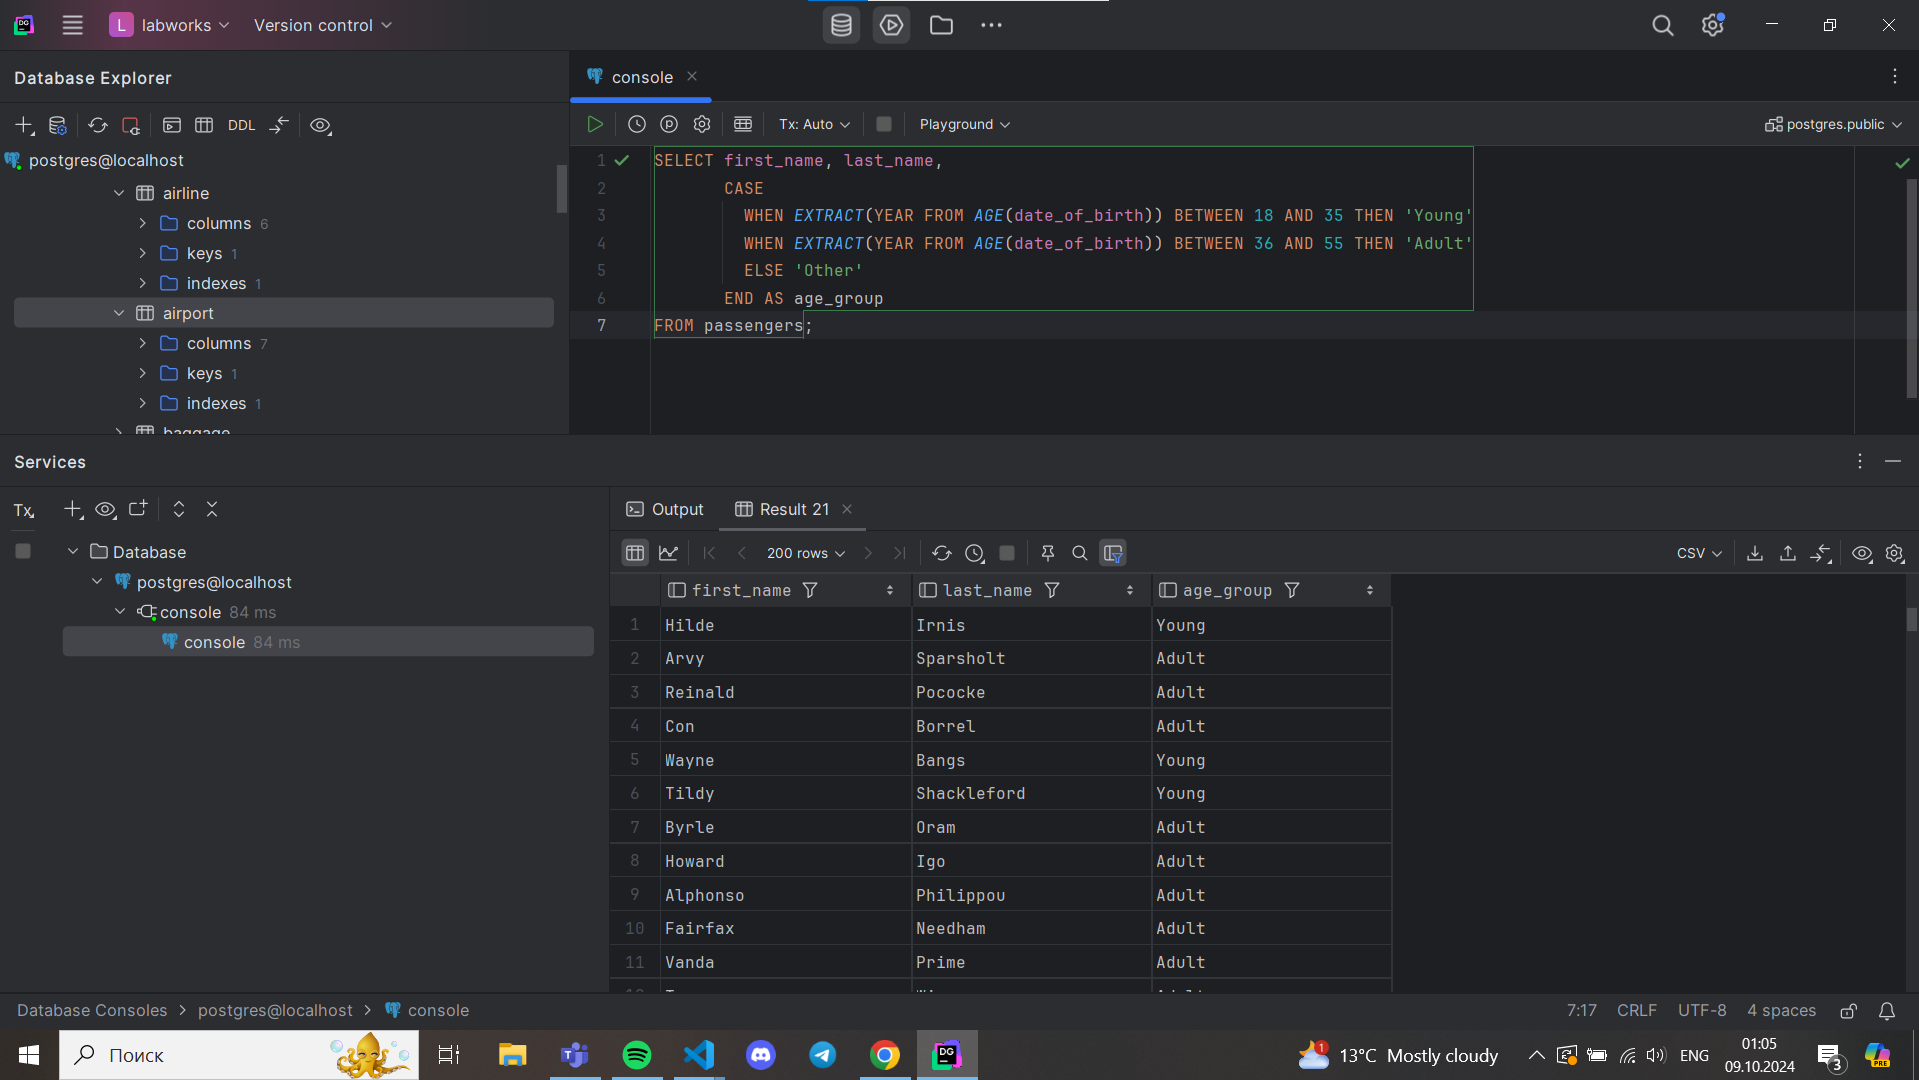 L labworks Version control
Database Explorer
DDL
postgres@localhost
airline
columns 6
keys 1
indexes 1
airport
columns 7
keys 1
indexes 1
baggage
console
Tx: Auto Playground postgres.public
1 SELECT first_name, last_name,
2 CASE
3 WHEN EXTRACT(YEAR FROM AGE(date_of_birth)) BETWEEN 18 AND 35 THEN 'Young'
4 WHEN EXTRACT(YEAR FROM AGE(date_of_birth)) BETWEEN 36 AND 55 THEN 'Adult'
5 ELSE 'Other'
6 END AS age_group
7 FROM passengers;
Services
Tx
Database
postgres@localhost
console 84 ms
console 84 ms
Output Result 21
200 rows CSV
first_name last_name age_group
1 Hilde Irnis Young
2 Arvy Sparsholt Adult
3 Reinald Pococke Adult
4 Con Borrel Adult
5 Wayne Bangs Young
6 Tildy Shackleford Young
7 Byrle Oram Adult
8 Howard Igo Adult
9 Alphonso Philippou Adult
10 Fairfax Needham Adult
11 Vanda Prime Adult
Database Consoles > postgres@localhost > console
7:17 CRLF UTF-8 4 spaces
Поиск
DG
1 13°C Mostly cloudy
ENG
01:05
09.10.2024
3
PRE